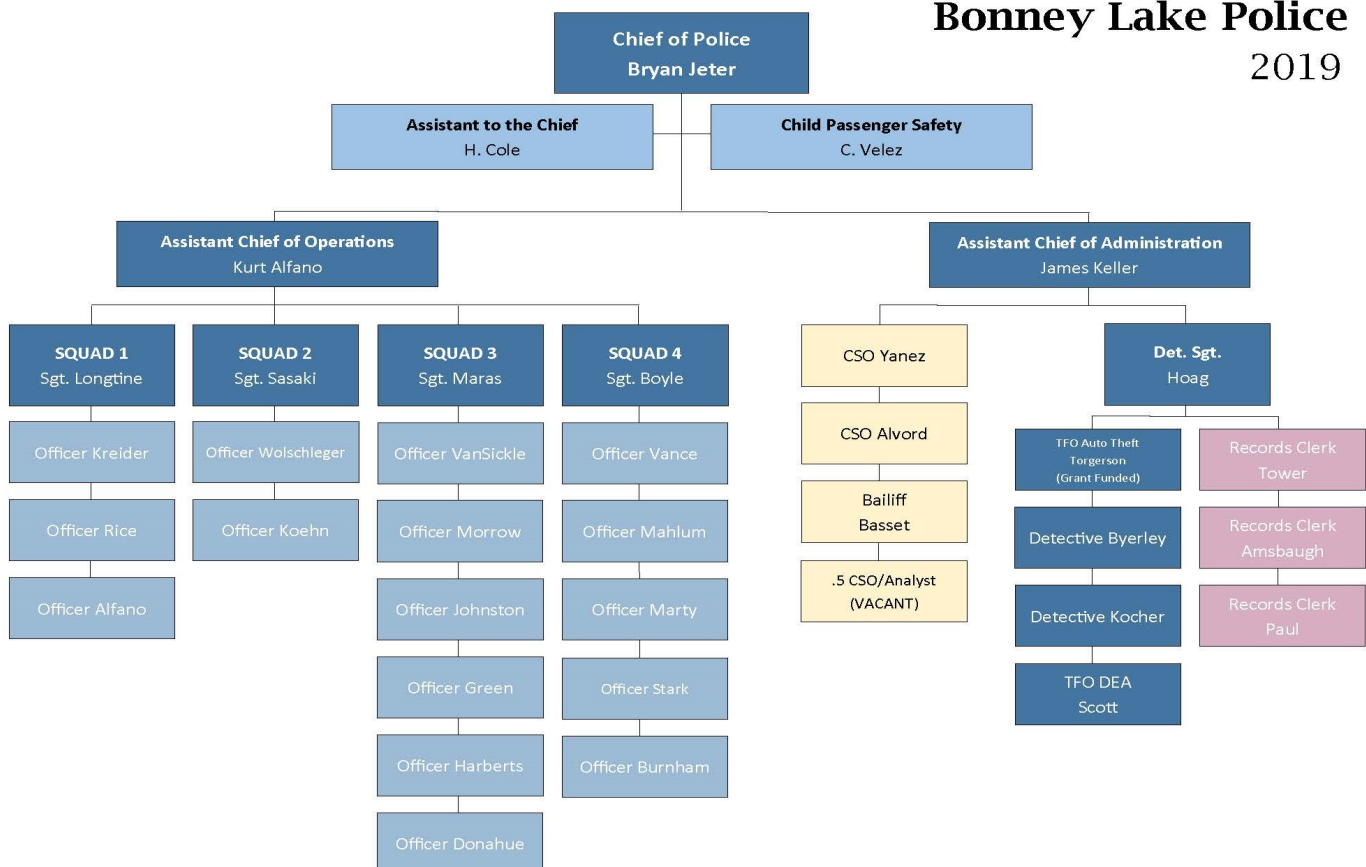 Bonney Lake Police
2019
Chief of Police
Bryan Jeter
Assistant to the Chief
H. Cole
Child Passenger Safety
C. Velez
Assistant Chief of Operations
Kurt Alfano
Assistant Chief of Administration
James Keller
SQUAD 1
Sgt. Longtine
Officer Kreider
Officer Rice
Officer Alfano
SQUAD 2
Sgt. Sasaki
Officer Wolschleger
Officer Koehn
SQUAD 3
Sgt. Maras
Officer VanSickle
Officer Morrow
Officer Johnston
Officer Green
Officer Harberts
Officer Donahue
SQUAD 4
Sgt. Boyle
Officer Vance
Officer Mahlum
Officer Marty
Officer Stark
Officer Burnham
CSO Yanez
CSO Alvord
Bailiff
Basset
.5 CSO/Analyst
(VACANT)
Det. Sgt.
Hoag
TFO Auto Theft
Torgerson
(Grant Funded)
Detective Byerley
Detective Kocher
TFO DEA
Scott
Records Clerk
Tower
Records Clerk
Amsbaugh
Records Clerk
Paul